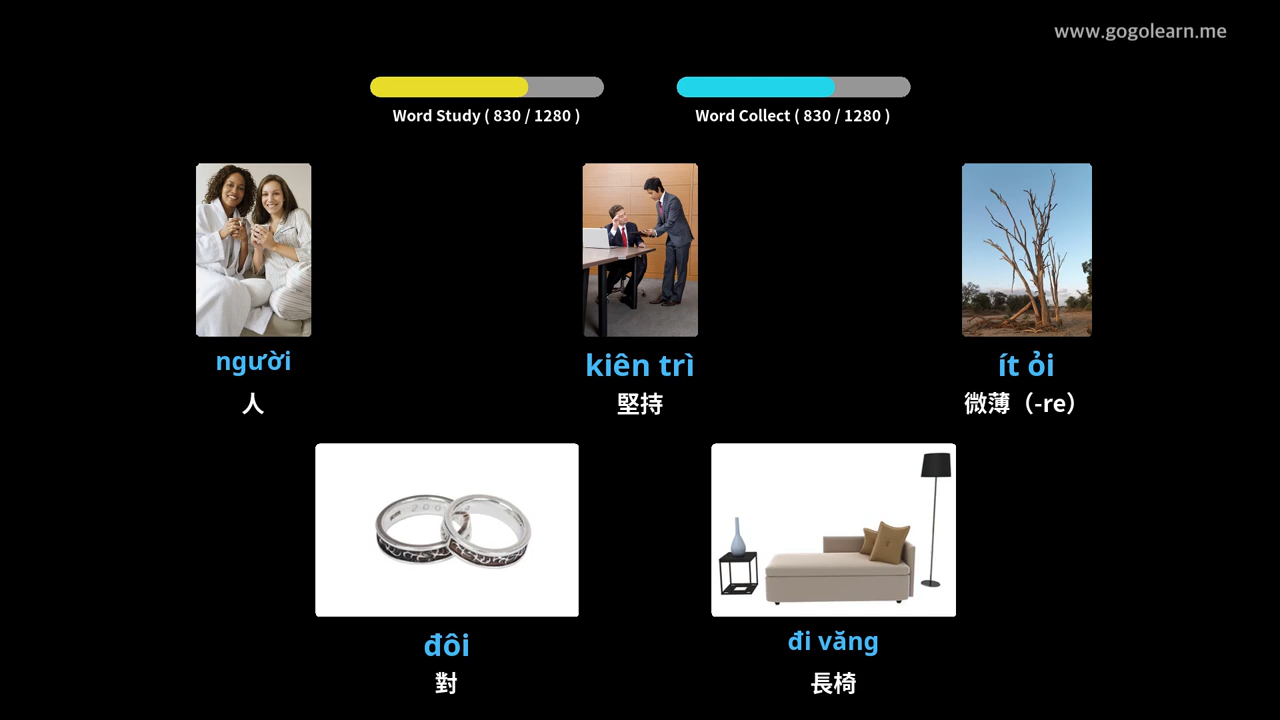 www.gogolearn.me
Word Study ( 830 / 1280 )
Word Collect ( 830 / 1280 )
người
人
kiên trì
堅持
ít ỏi
微薄（-re）
đôi
對
đi văng
長椅